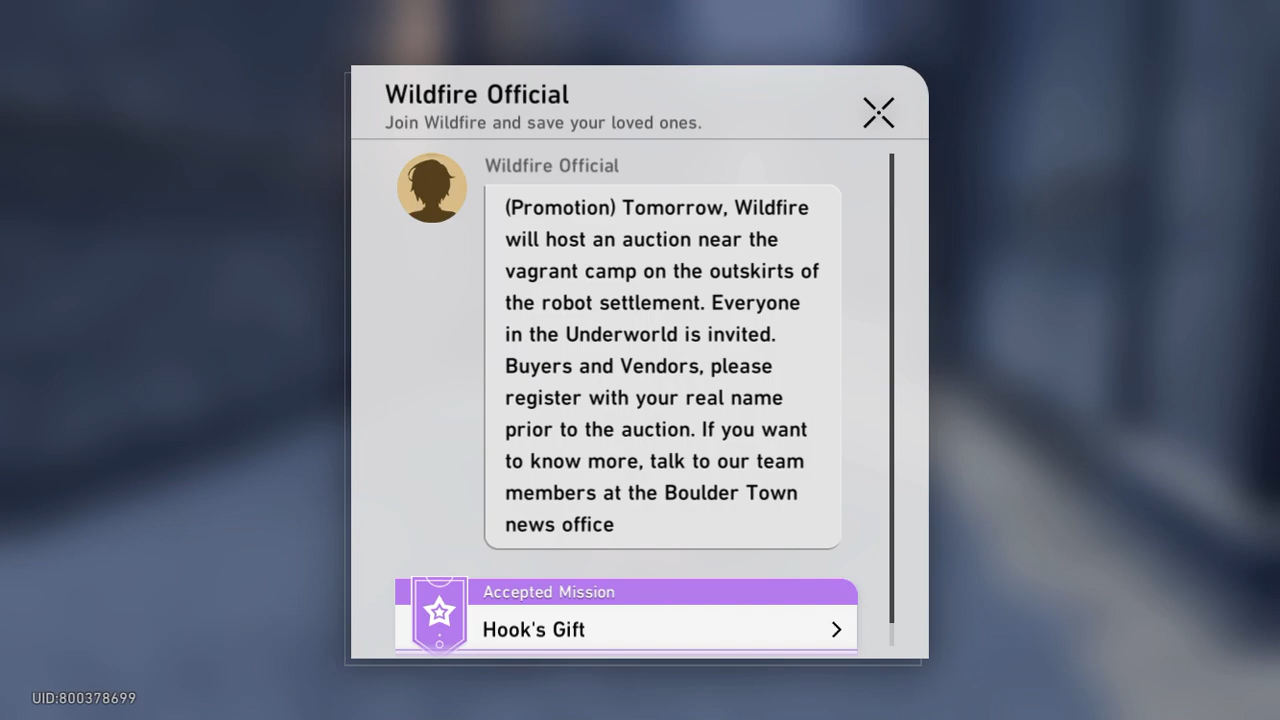 Wildfire Official
Join Wildfire and save your loved ones.
Wildfire Official
(Promotion) Tomorrow, Wildfire
will host an auction near the
vagrant camp on the outskirts of
the robot settlement. Everyone
in the Underworld is invited.
Buyers and Vendors, please
register with your real name
prior to the auction. If you want
to know more, talk to our team
members at the Boulder Town
news office
Accepted Mission
Hook's Gift
UID:800378699